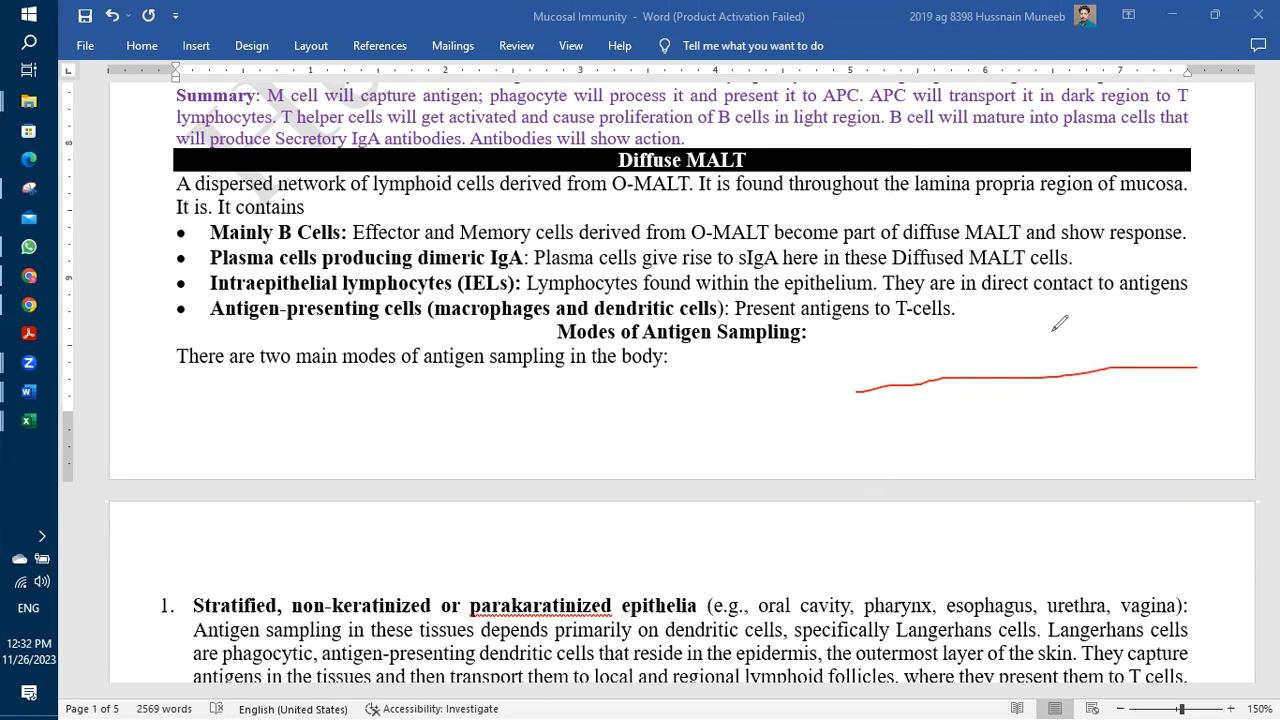 Mucosal Immunity - Word (Product Activation Failed)
2019 ag 8398 Hussnain Muneeb
File Home Insert Design Layout References Mailings Review View Help Tell me what you want to do
1 2 3 4 5 6 7
Summary: M cell will capture antigen; phagocyte will process it and present it to APC. APC will transport it in dark region to T
lymphocytes. T helper cells will get activated and cause proliferation of B cells in light region. B cell will mature into plasma cells that
will produce Secretory IgA antibodies. Antibodies will show action.
Diffuse MALT
A dispersed network of lymphoid cells derived from O-MALT. It is found throughout the lamina propria region of mucosa.
It is. It contains
• Mainly B Cells: Effector and Memory cells derived from O-MALT become part of diffuse MALT and show response.
• Plasma cells producing dimeric IgA: Plasma cells give rise to sIgA here in these Diffused MALT cells.
• Intraepithelial lymphocytes (IELs): Lymphocytes found within the epithelium. They are in direct contact to antigens
• Antigen-presenting cells (macrophages and dendritic cells): Present antigens to T-cells.
Modes of Antigen Sampling:
There are two main modes of antigen sampling in the body:
1. Stratified, non-keratinized or parakaratinized epithelia (e.g., oral cavity, pharynx, esophagus, urethra, vagina):
Antigen sampling in these tissues depends primarily on dendritic cells, specifically Langerhans cells. Langerhans cells
are phagocytic, antigen-presenting dendritic cells that reside in the epidermis, the outermost layer of the skin. They capture
antigens in the tissues and then transport them to local and regional lymphoid follicles, where they present them to T cells.
ENG
12:32 PM
11/26/2023
Page 1 of 5 2569 words English (United States) Accessibility: Investigate 150%